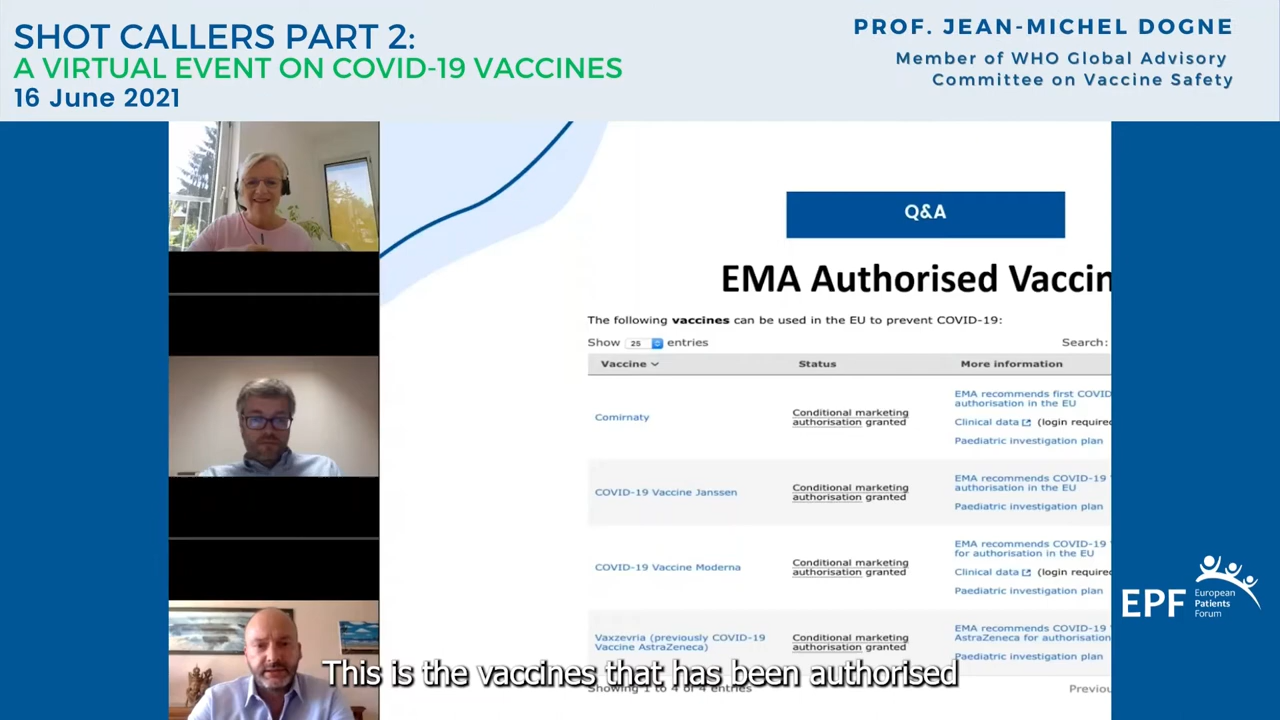 SHOT CALLERS PART 2:
A VIRTUAL EVENT ON COVID-19 VACCINES
16 June 2021
PROF. JEAN-MICHEL DOGNE
Member of WHO Global Advisory
Committee on Vaccine Safety
Q&A
EMA Authorised Vaccin
The following vaccines can be used in the EU to prevent COVID-19:
Show 25 entries
Search:
Vaccine Status More information
Comirnaty
Conditional marketing
authorisation granted
EMA recommends first COVID
authorisation in the EU
Clinical data (login require
Paediatric investigation plan
COVID-19 Vaccine Janssen
Conditional marketing
authorisation granted
EMA recommends COVID-19
authorisation in the EU
Paediatric investigation plan
COVID-19 Vaccine Moderna
Conditional marketing
authorisation granted
EMA recommends COVID-19
for authorisation in the EU
Clinical data (login require
Paediatric investigation plan
Vaxzevria (previously COVID-19
Vaccine AstraZeneca)
Conditional marketing
authorisation granted
EMA recommends COVID-19
AstraZeneca for authorisation
Paediatric investigation plan
Showing 1 to 4 of 4 entries
Previou
This is the vaccines that has been authorised
EPF
European
Patients
Forum